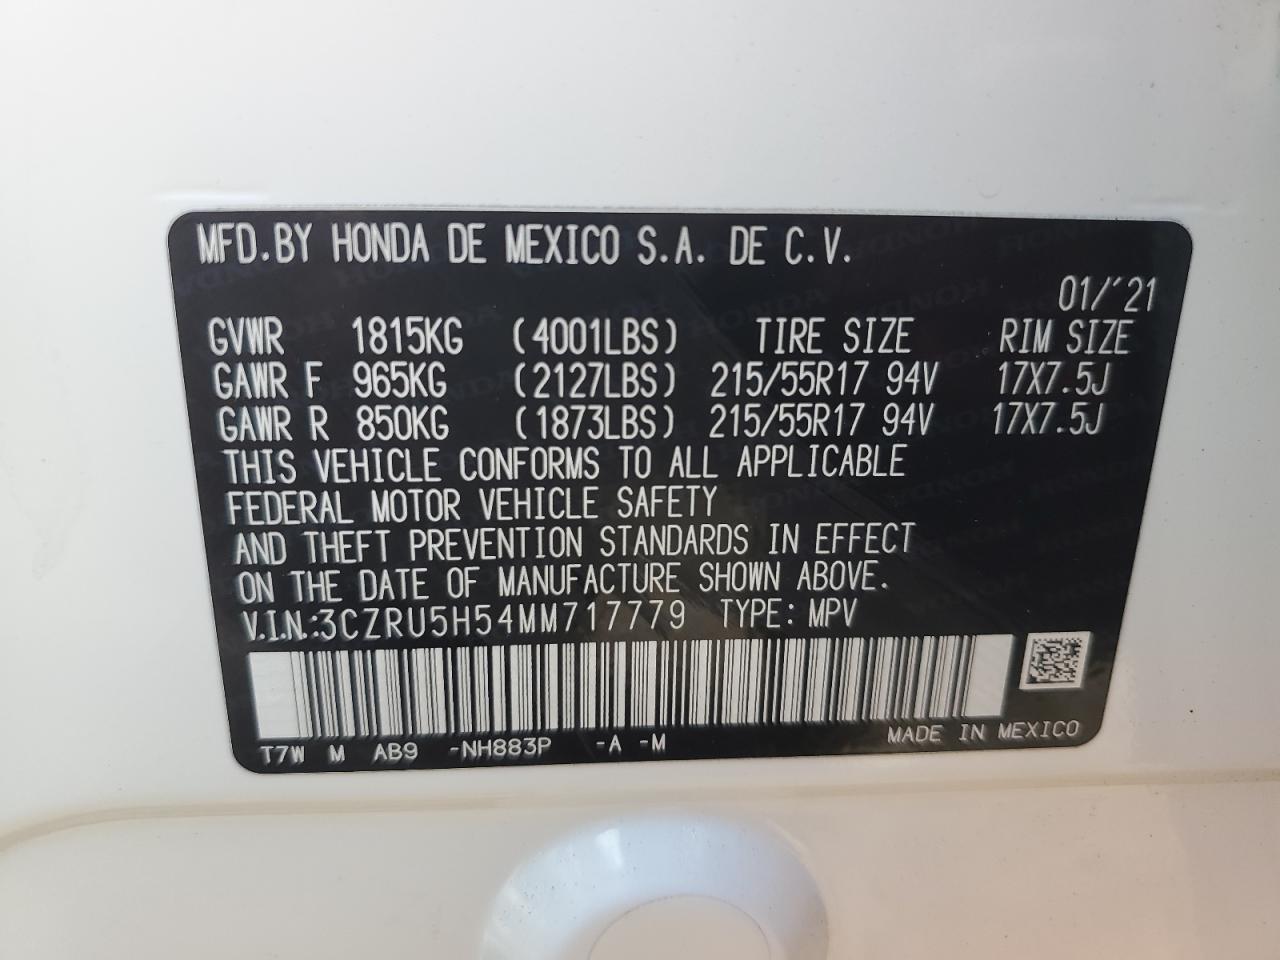 MFD.BY HONDA DE MEXICO S.A. DE C.V.
01/'21
GVWR 1815KG (4001LBS) TIRE SIZE RIM SIZE
GAWR F 965KG (2127LBS) 215/55R17 94V 17X7.5J
GAWR R 850KG (1873LBS) 215/55R17 94V 17X7.5J
THIS VEHICLE CONFORMS TO ALL APPLICABLE
FEDERAL MOTOR VEHICLE SAFETY
AND THEFT PREVENTION STANDARDS IN EFFECT
ON THE DATE OF MANUFACTURE SHOWN ABOVE.
V.I.N.:3CZRU5H54MM717779 TYPE: MPV
T7W M AB9 -NH883P -A -M MADE IN MEXICO